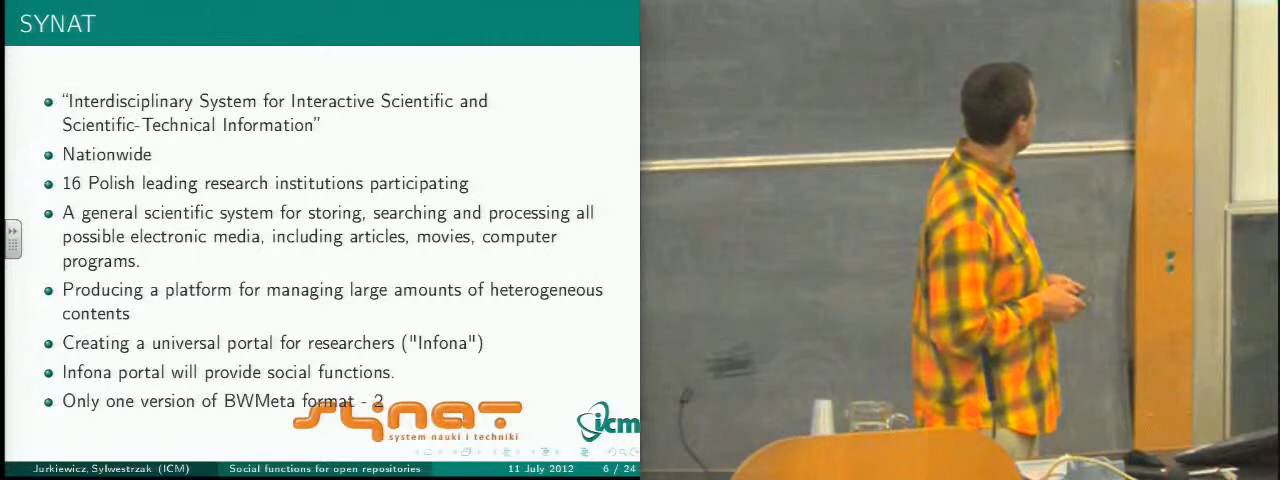 SYNAT
"Interdisciplinary System for Interactive Scientific and
Scientific-Technical Information"
Nationwide
16 Polish leading research institutions participating
A general scientific system for storing, searching and processing all
possible electronic media, including articles, movies, computer
programs.
Producing a platform for managing large amounts of heterogeneous
contents
Creating a universal portal for researchers ("Infona")
Infona portal will provide social functions.
Only one version of BWMeta format - 2
synat
system nauki i techniki
icm
Jurkiewicz, Sylwestrzak (ICM) Social functions for open repositories 11 July 2012 6 / 24